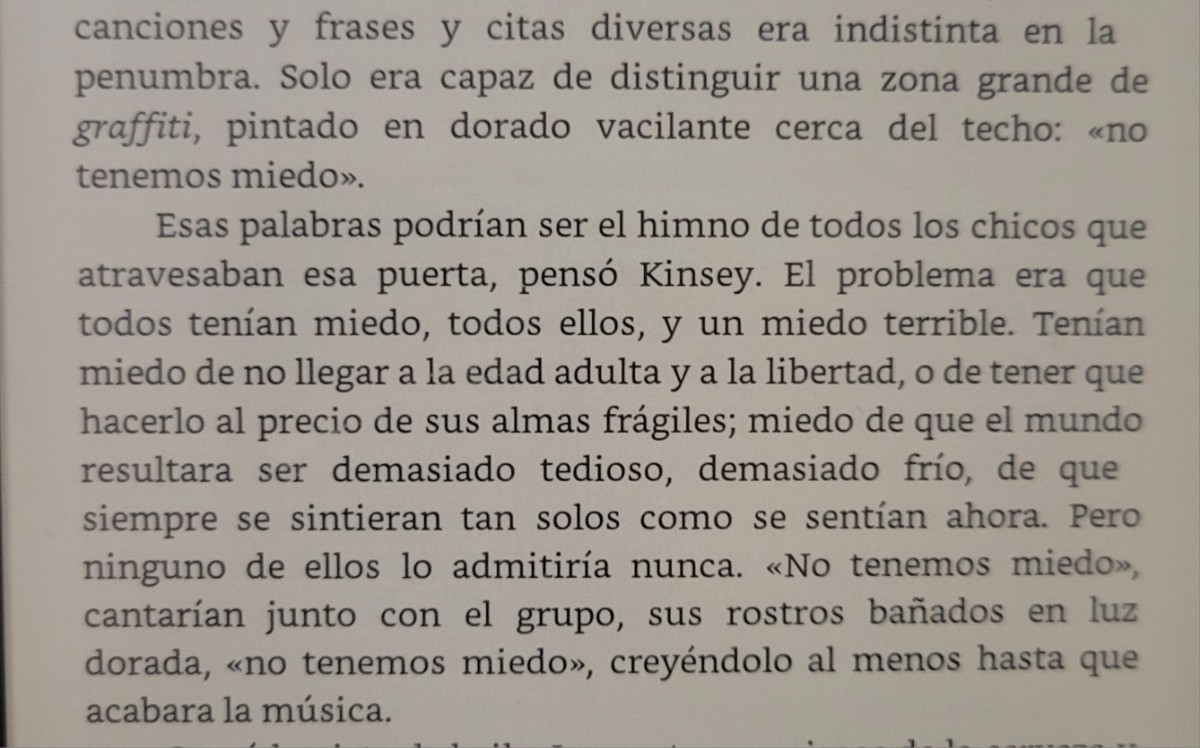 canciones y frases y citas diversas era indistinta en la
penumbra. Solo era capaz de distinguir una zona grande de
graffiti, pintado en dorado vacilante cerca del techo: «no
tenemos miedo».
Esas palabras podrían ser el himno de todos los chicos que
atravesaban esa puerta, pensó Kinsey. El problema era que
todos tenían miedo, todos ellos, y un miedo terrible. Tenían
miedo de no llegar a la edad adulta y a la libertad, o de tener que
hacerlo al precio de sus almas frágiles; miedo de que el mundo
resultara ser demasiado tedioso, demasiado frío, de que
siempre se sintieran tan solos como se sentían ahora. Pero
ninguno de ellos lo admitiría nunca. «No tenemos miedo»,
cantarían junto con el grupo, sus rostros bañados en luz
dorada, «no tenemos miedo», creyéndolo al menos hasta que
acabara la música.